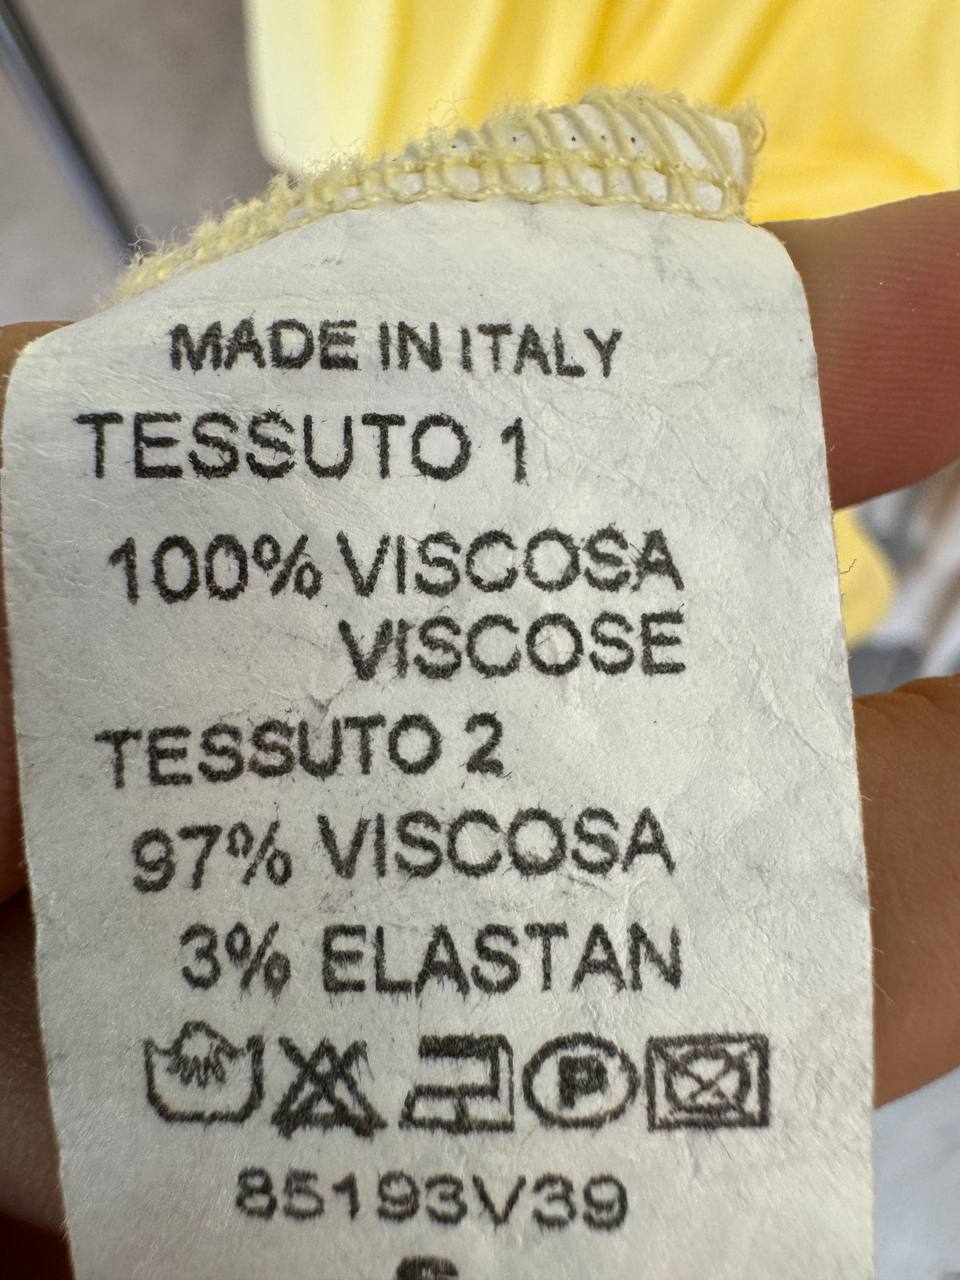 MADE IN ITALY
TESSUTO 1
100% VISCOSA
VISCOSE
TESSUTO 2
97% VISCOSA
3% ELASTAN
P
85193V39